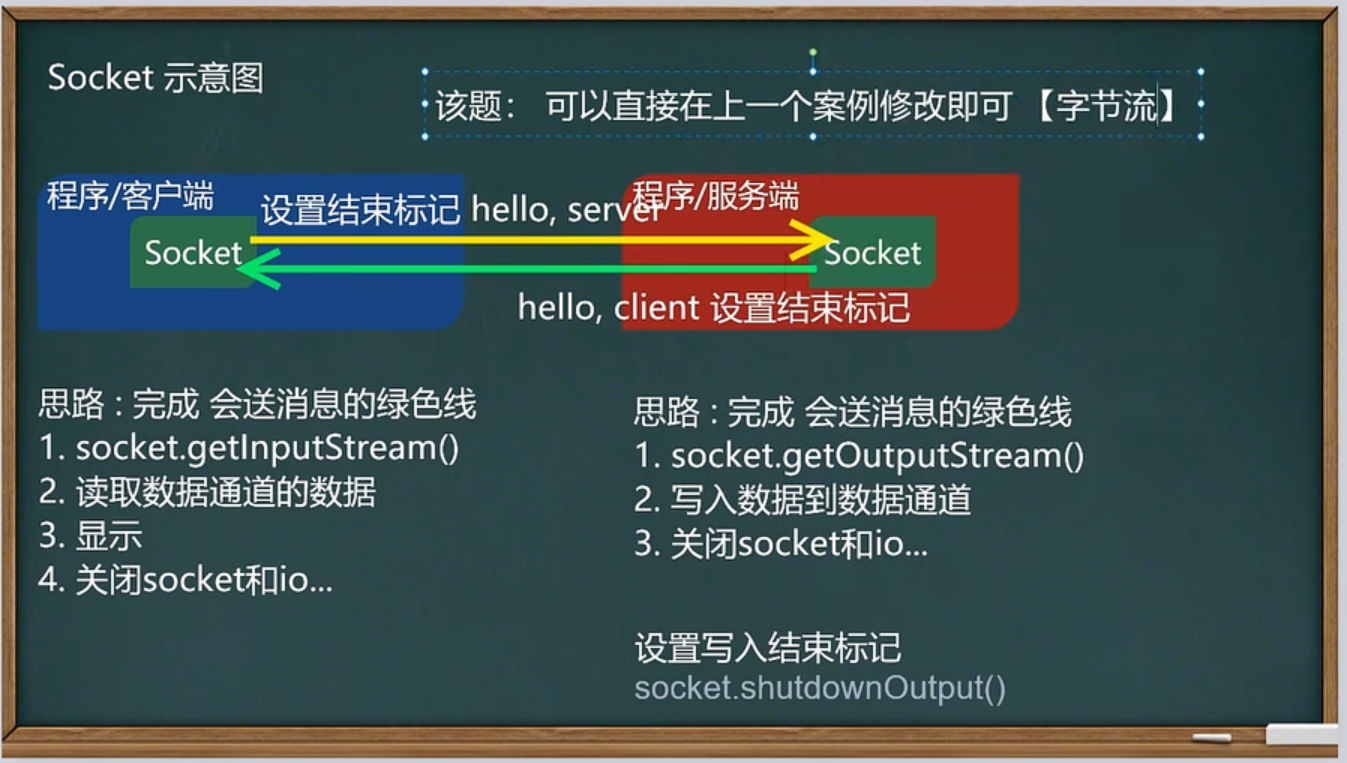 Socket 示意图
该题： 可以直接在上一个案例修改即可 【字节流】
程序/客户端
设置结束标记 hello, server
程序/服务端
Socket
Socket
hello, client 设置结束标记
思路 : 完成 会送消息的绿色线
1. socket.getInputStream()
2. 读取数据通道的数据
3. 显示
4. 关闭socket和io...
思路 : 完成 会送消息的绿色线
1. socket.getOutputStream()
2. 写入数据到数据通道
3. 关闭socket和io...
设置写入结束标记
socket.shutdownOutput()